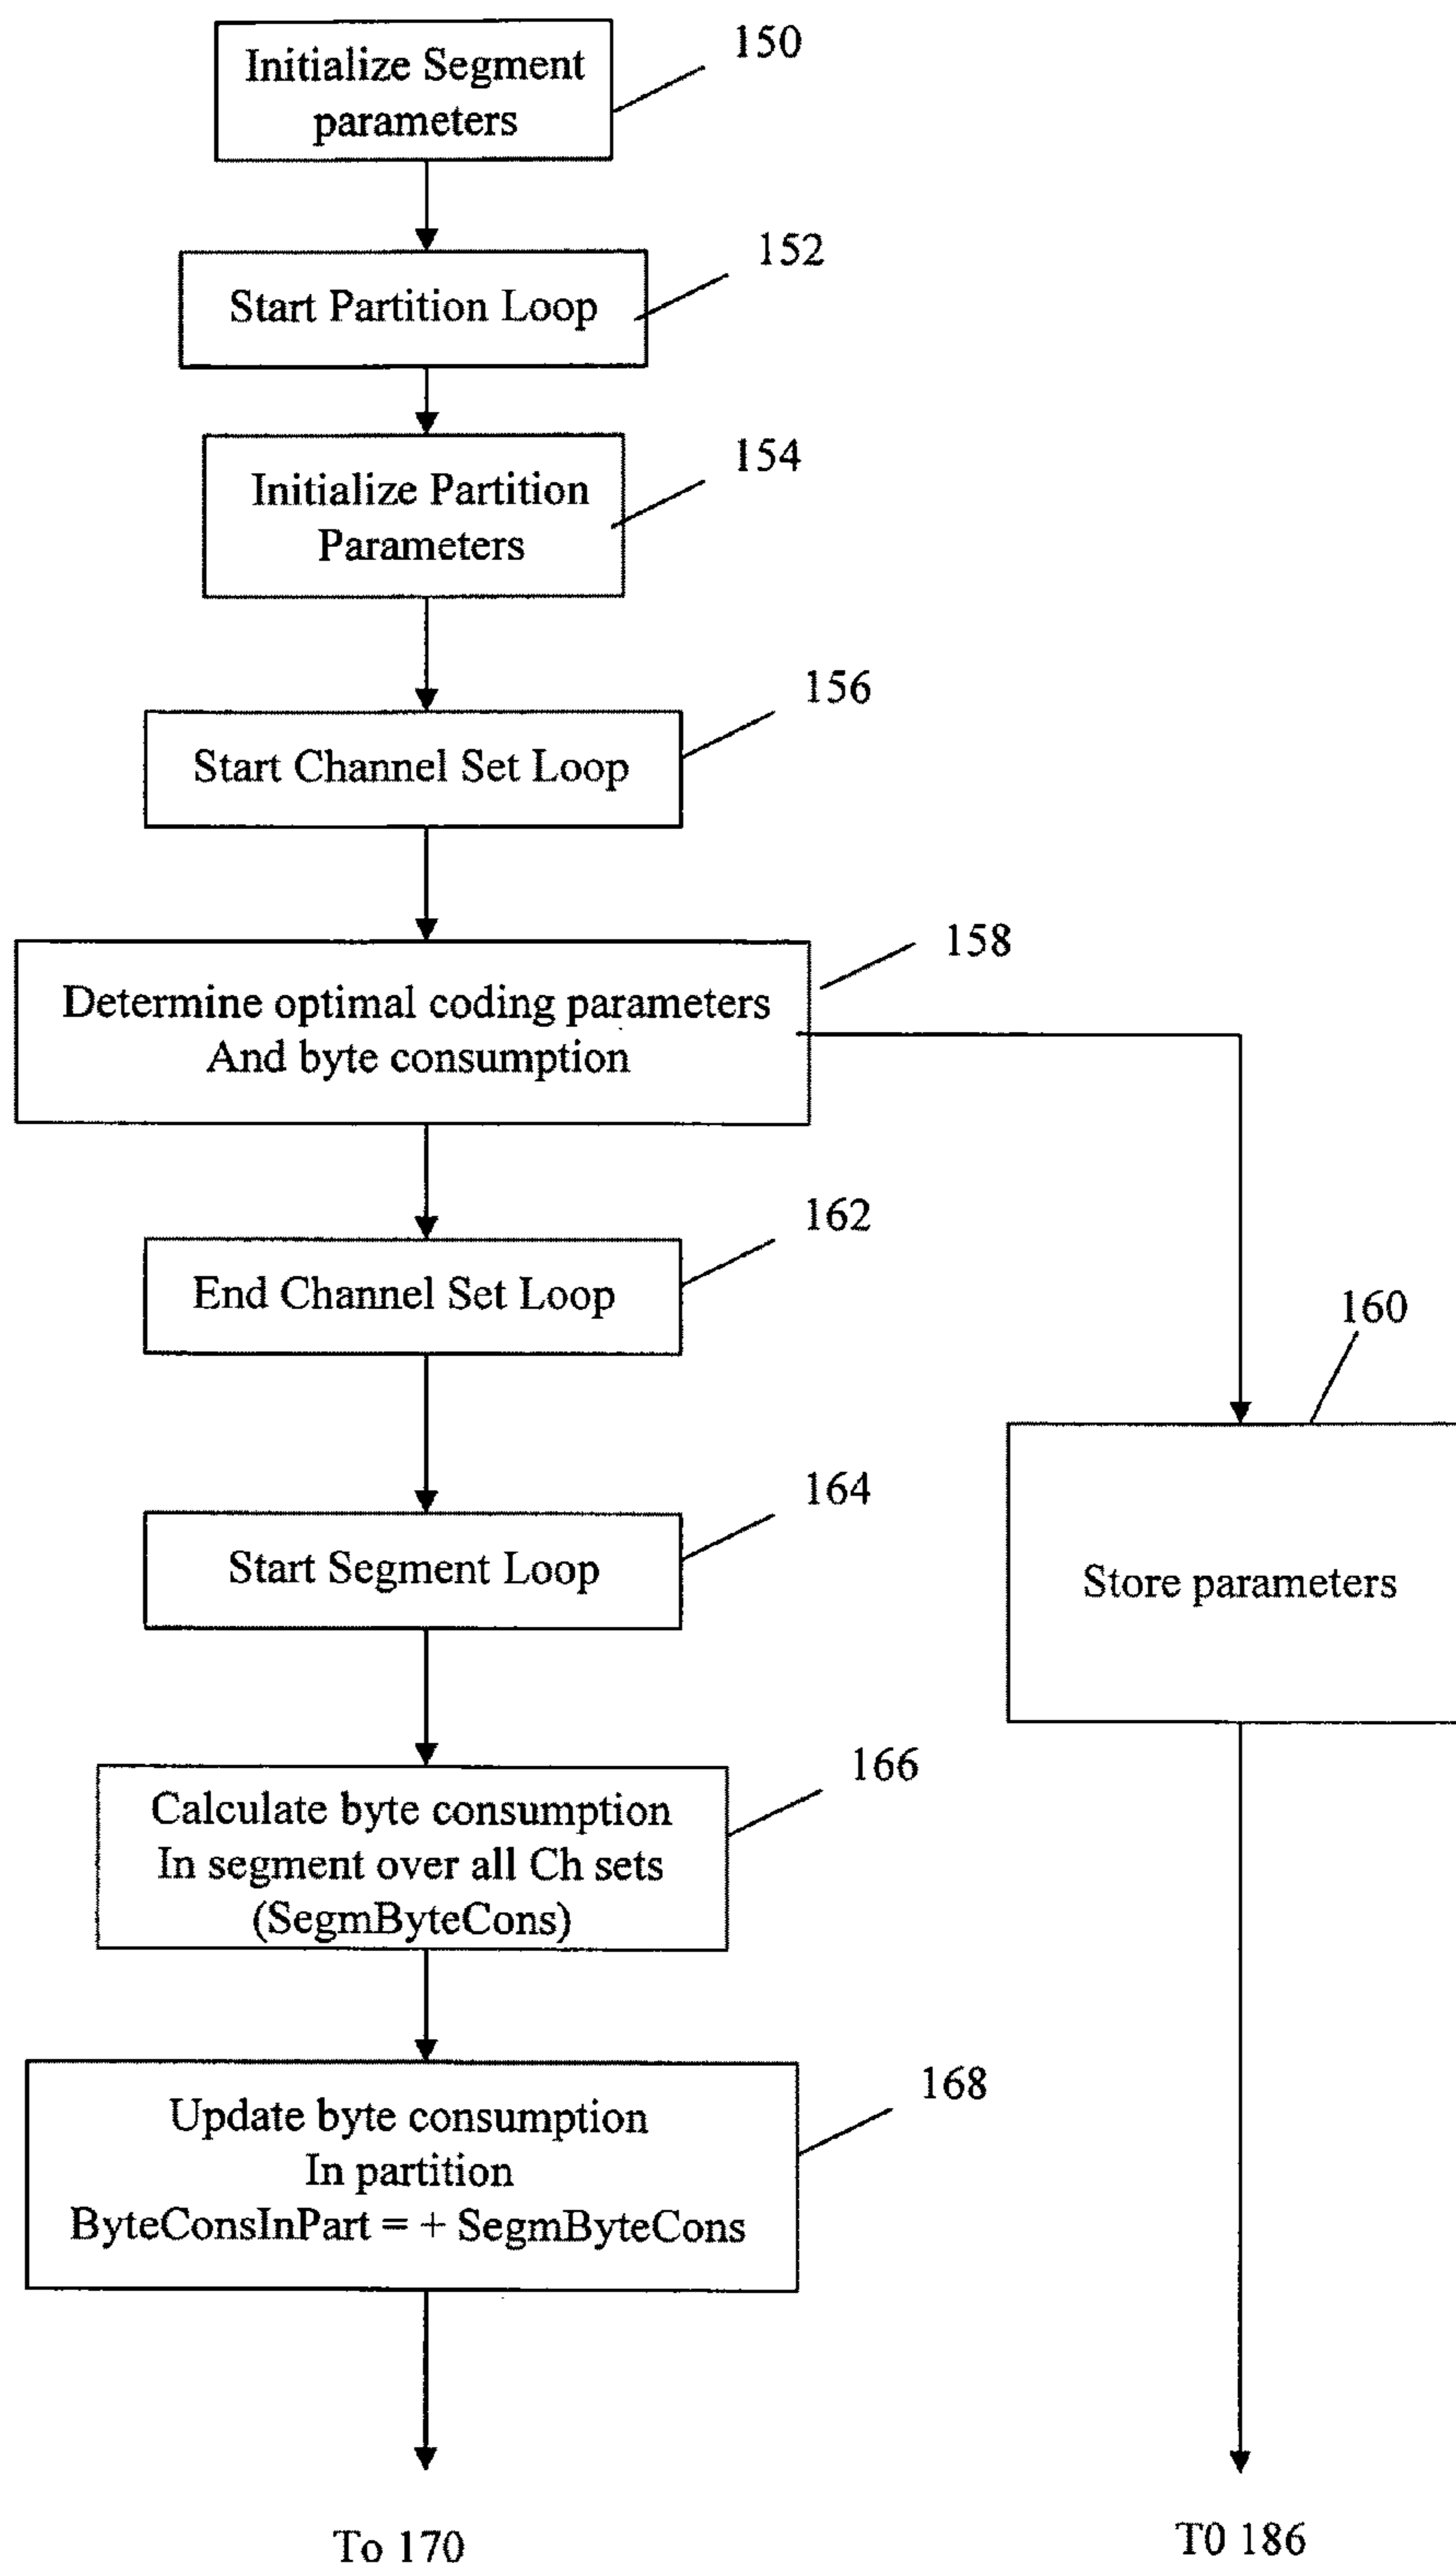 Initialize Segment
parameters
150
Start Partition Loop
152
Initialize Partition
Parameters
154
Start Channel Set Loop
156
Determine optimal coding parameters
And byte consumption
158
End Channel Set Loop
162
160
Store parameters
Start Segment Loop
164
Calculate byte consumption
In segment over all Ch sets
(SegmByteCons)
166
Update byte consumption
In partition
ByteConsInPart = + SegmByteCons
168
To 170
T0 186